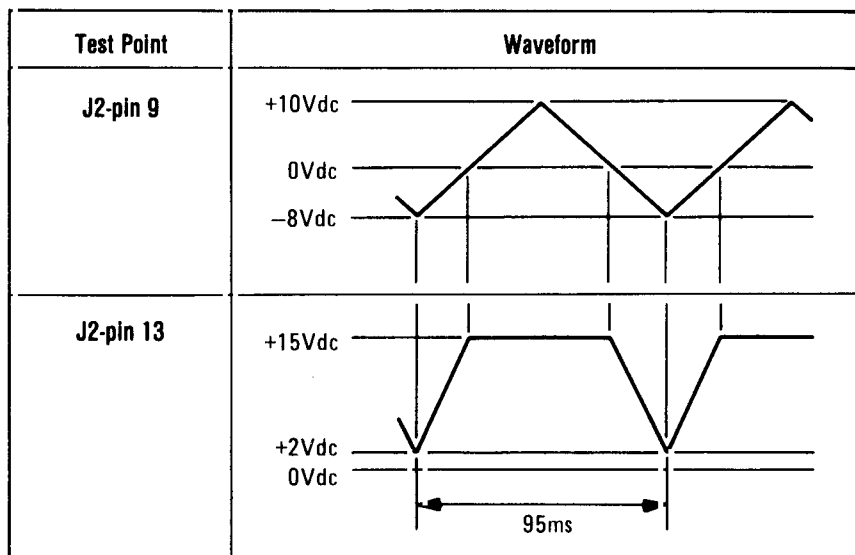 Test Point
Waveform
J2-pin 9
+10Vdc
0Vdc
−8Vdc
J2-pin 13
+15Vdc
+2Vdc
0Vdc
95ms